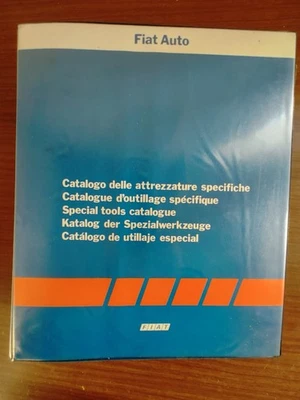 Fiat Auto
Catalogo delle attrezzature specifiche
Catalogue d'outillage spécifique
Special tools catalogue
Katalog der Spezialwerkzeuge
Catálogo de utillaje especial
FIAT